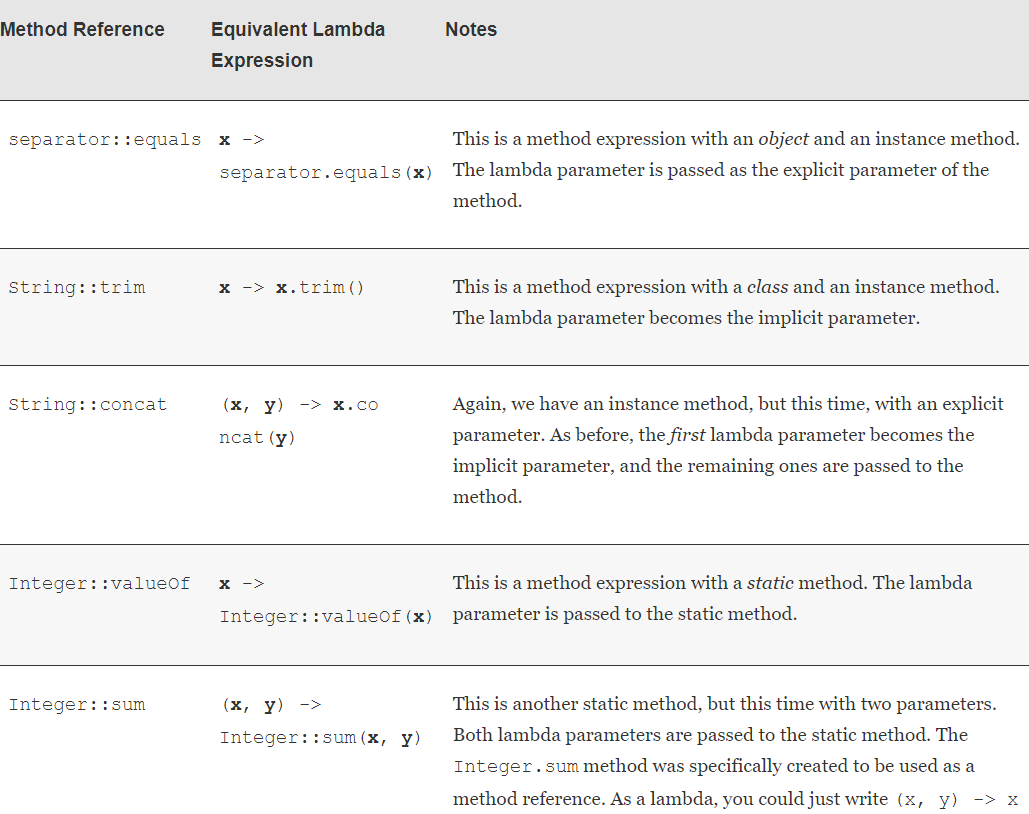 Method Reference Equivalent Lambda Notes
Expression
separator::equals x -> This is a method expression with an object and an instance method.
separator.equals(x) The lambda parameter is passed as the explicit parameter of the
method.
String::trim x -> x.trim() This is a method expression with a class and an instance method.
The lambda parameter becomes the implicit parameter.
String::concat (x, y) -> x.co Again, we have an instance method, but this time, with an explicit
ncat(y) parameter. As before, the first lambda parameter becomes the
implicit parameter, and the remaining ones are passed to the
method.
Integer::valueOf x -> This is a method expression with a static method. The lambda
Integer::valueOf(x) parameter is passed to the static method.
Integer::sum (x, y) -> This is another static method, but this time with two parameters.
Integer::sum(x, y) Both lambda parameters are passed to the static method. The
Integer.sum method was specifically created to be used as a
method reference. As a lambda, you could just write (x, y) -> x